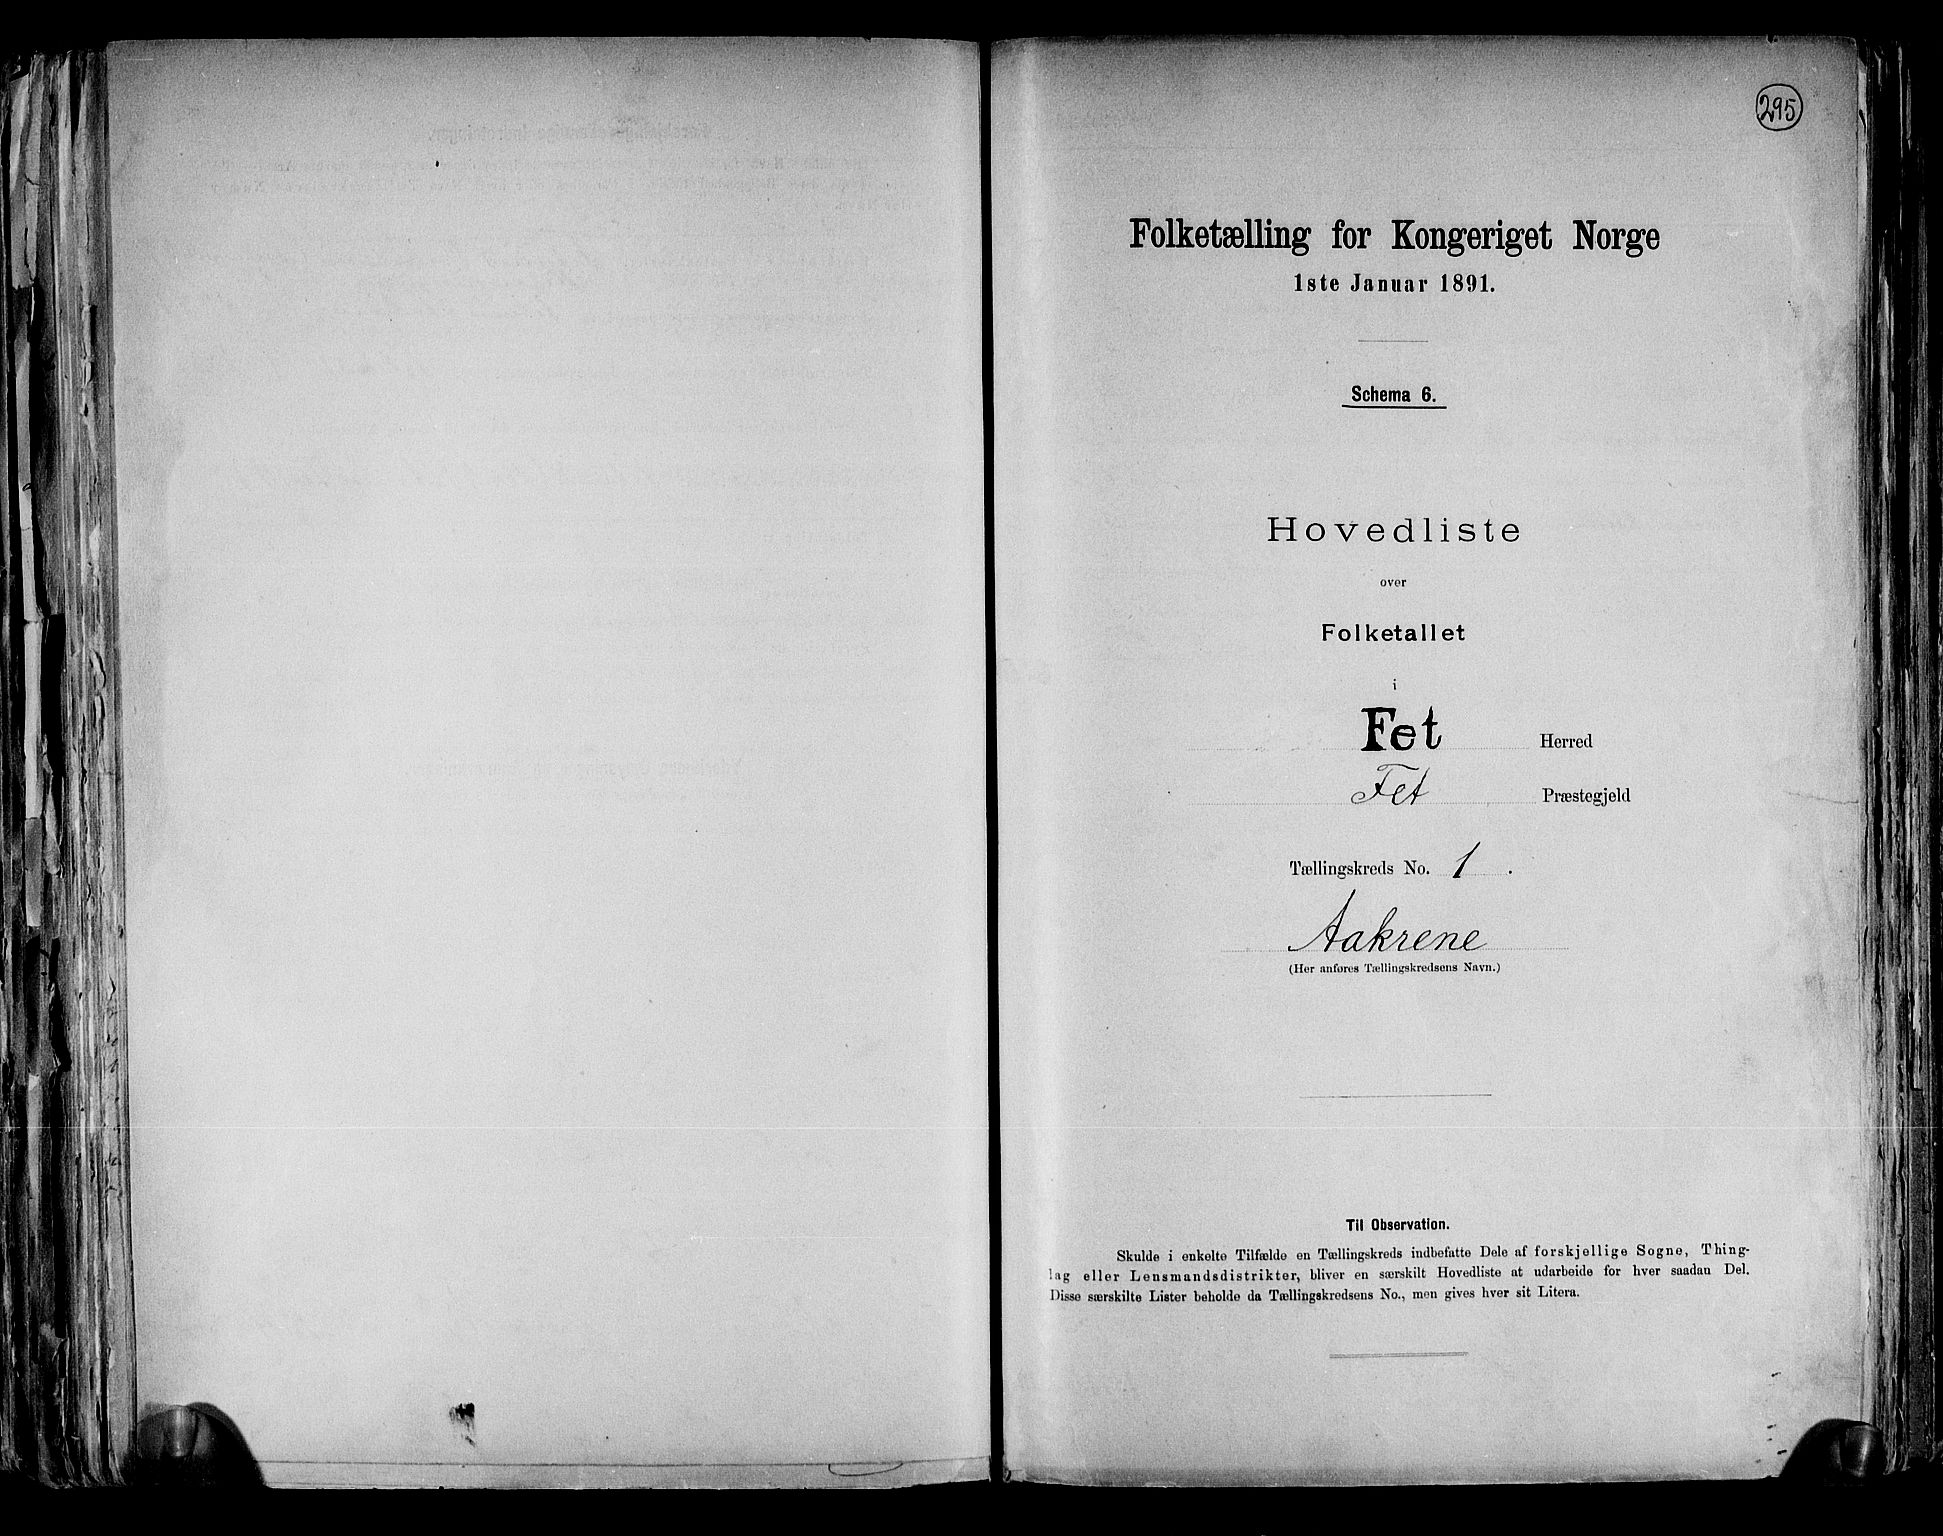 295
Folketælling for Kongeriget Norge
1ste Januar 1891.
Schema 6.
Hovedliste
over
Folketallet
i
Fet Herred
Fet Præstegjeld
Tællingskreds No. 1.
Aakrene
(Her anføres Tællingskredsens Navn.)
Til Observation.
Skulde i enkelte Tilfælde en Tællingskreds indbefatte Dele af forskjellige Sogne, Thing-
lag eller Lensmandsdistrikter, bliver en særskilt Hovedliste at udarbeide for hver saadan Del.
Disse særskilte Lister beholde da Tællingskredsens No., men gives hver sit Litera.